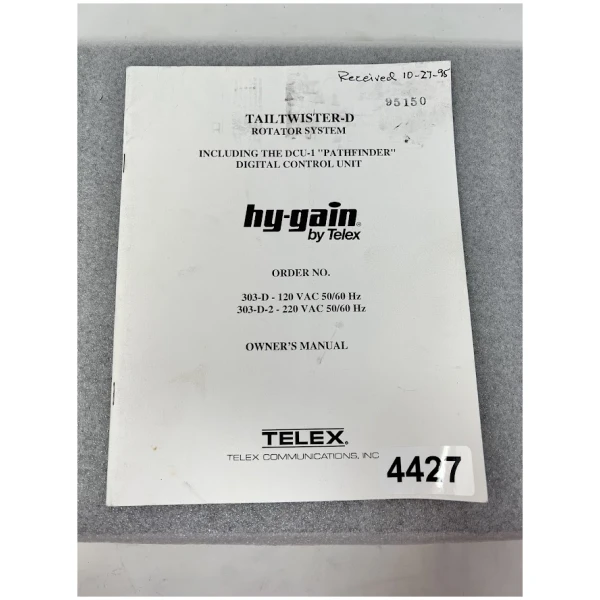 Received 10-27-95
95150
TAILTWISTER-D
ROTATOR SYSTEM
INCLUDING THE DCU-1 "PATHFINDER"
DIGITAL CONTROL UNIT
hy-gain®
by Telex
ORDER NO.
303-D - 120 VAC 50/60 Hz
303-D-2 - 220 VAC 50/60 Hz
OWNER'S MANUAL
TELEX®
TELEX COMMUNICATIONS, INC
4427